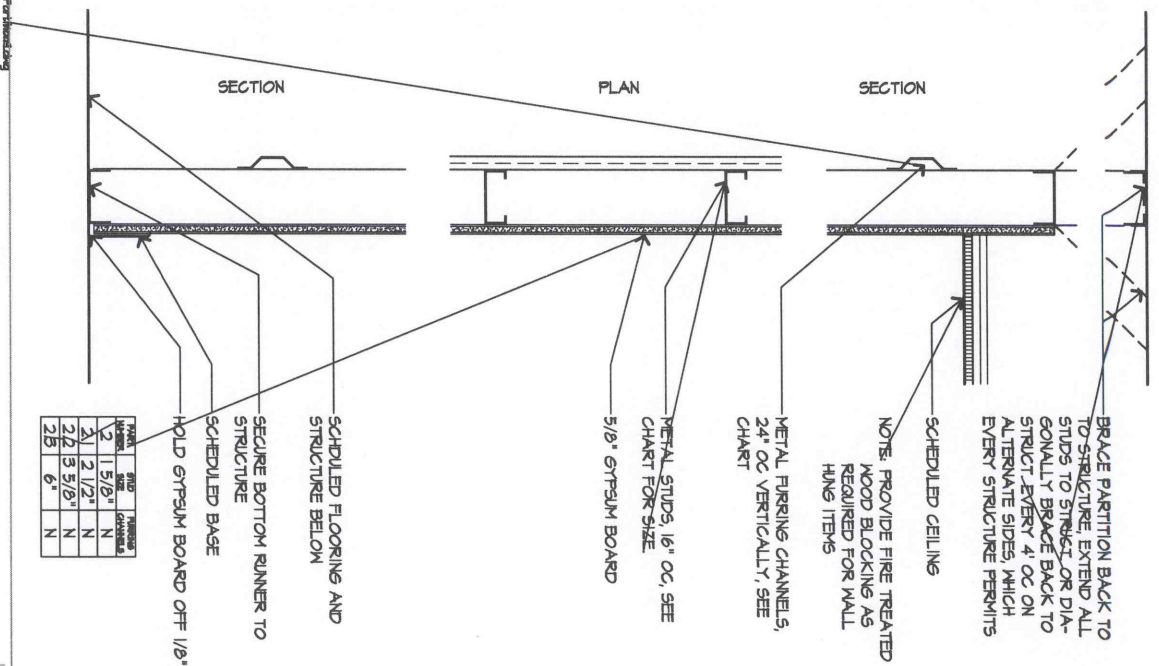 SECTION
PLAN
SECTION
BRACE PARTITION BACK TO
TO STRUCTURE, EXTEND ALL
STUDS TO STRUCT. OR DIA-
GONALLY BRACE BACK TO
STRUCT. EVERY 4' OC ON
ALTERNATE SIDES, WHICH
EVERY STRUCTURE PERMITS
SCHEDULED CEILING
NOTE: PROVIDE FIRE TREATED
WOOD BLOCKING AS
REQUIRED FOR WALL
HUNG ITEMS
METAL FURRING CHANNELS,
24" OC VERTICALLY, SEE
CHART
METAL STUDS, 16" OC, SEE
CHART FOR SIZE
5/8" GYPSUM BOARD
SCHEDULED FLOORING AND
STRUCTURE BELOW
SECURE BOTTOM RUNNER TO
STRUCTURE
SCHEDULED BASE
HOLD GYPSUM BOARD OFF 1/8"
NUMBER STUD SIZE FURRING CHANNELS
2 1 5/8" N
21 2 1/2" N
3 5/8" N
2B 6" N